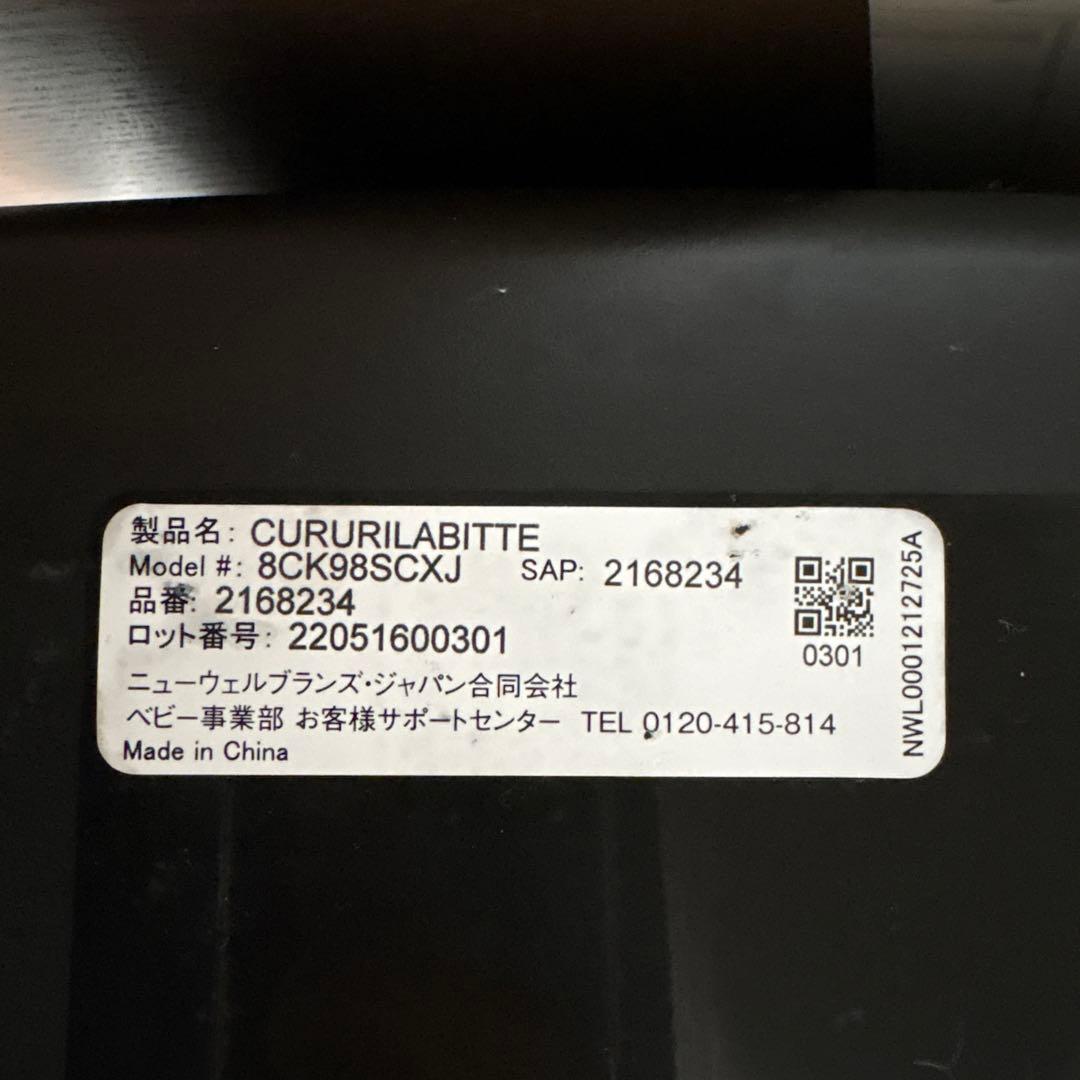 製品名: CURURILABITTE
Model #: 8CK98SCXJ SAP: 2168234
品番: 2168234
ロット番号: 22051600301
ニューウェルブランズ・ジャパン合同会社
ベビー事業部 お客様サポートセンター TEL 0120-415-814
Made in China
0301
NWL0001212725A